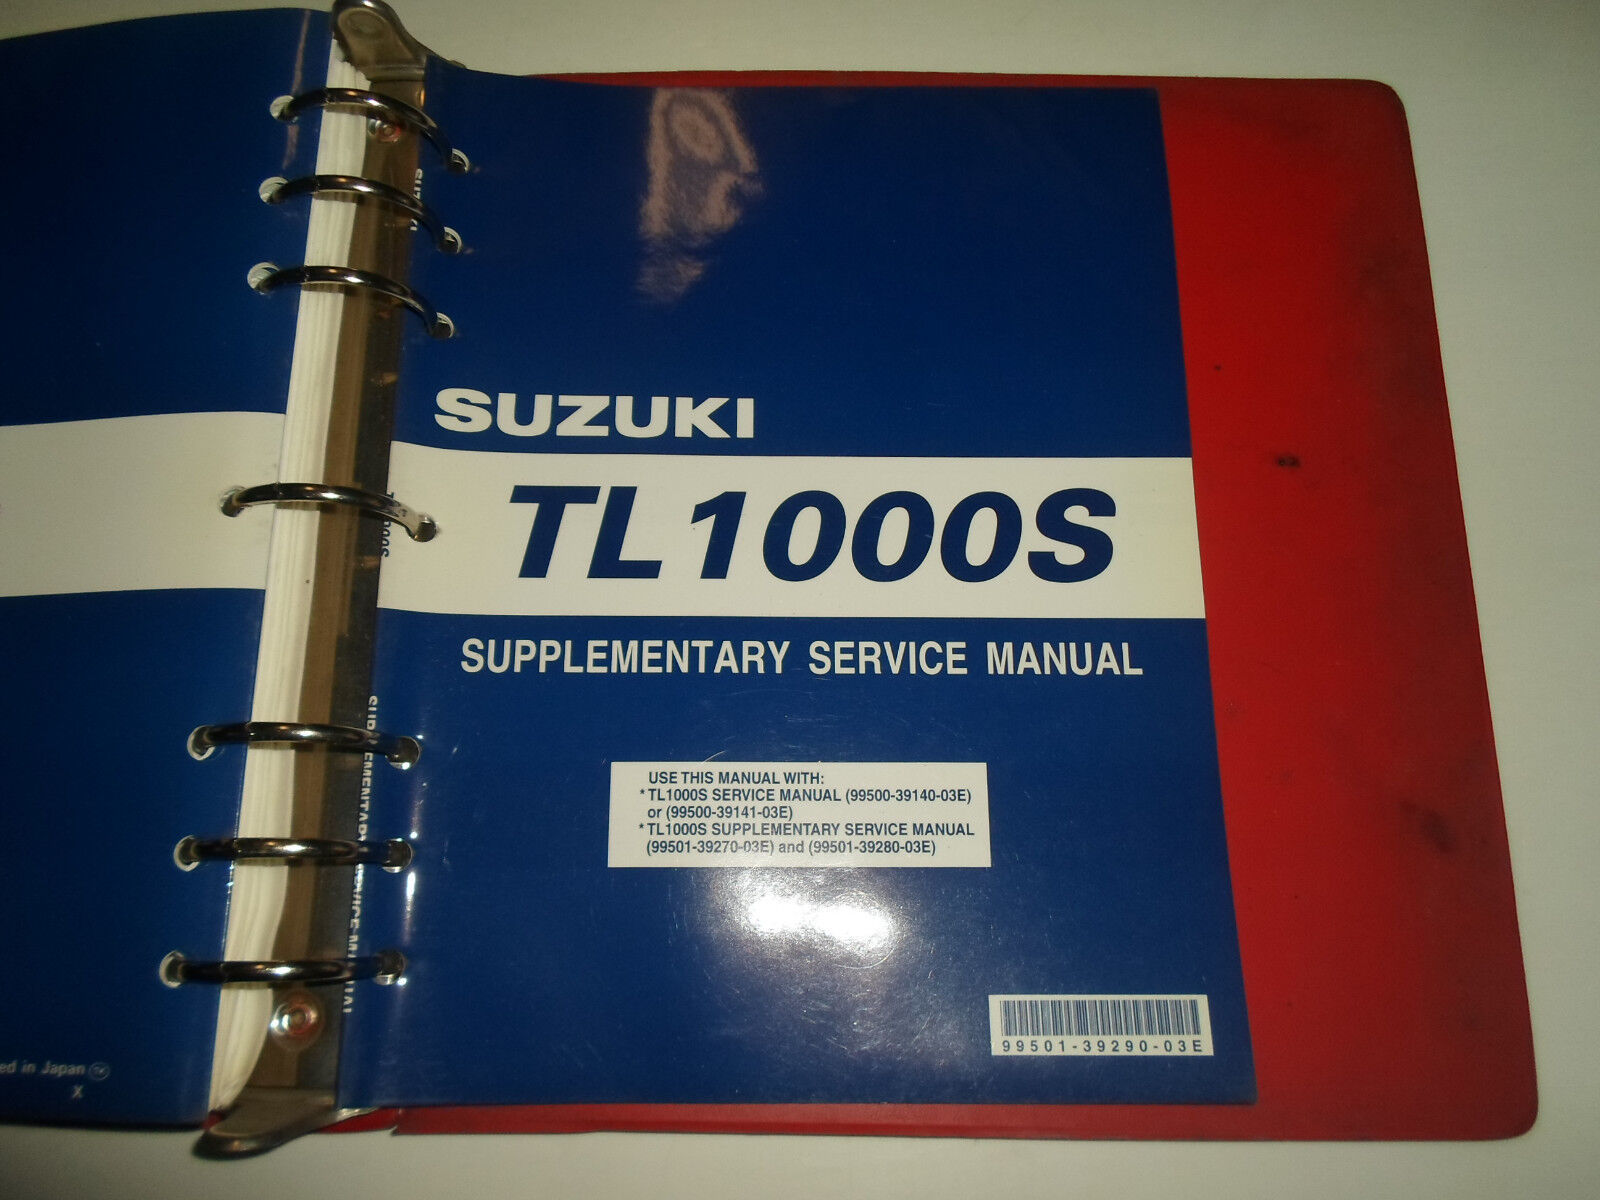 SUZUKI
TL1000S
SUPPLEMENTARY SERVICE MANUAL
USE THIS MANUAL WITH:
* TL1000S SERVICE MANUAL (99500-39140-03E)
or (99500-39141-03E)
* TL1000S SUPPLEMENTARY SERVICE MANUAL
(99501-39270-03E) and (99501-39280-03E)
99501-39290-03E
in Japan TK
X